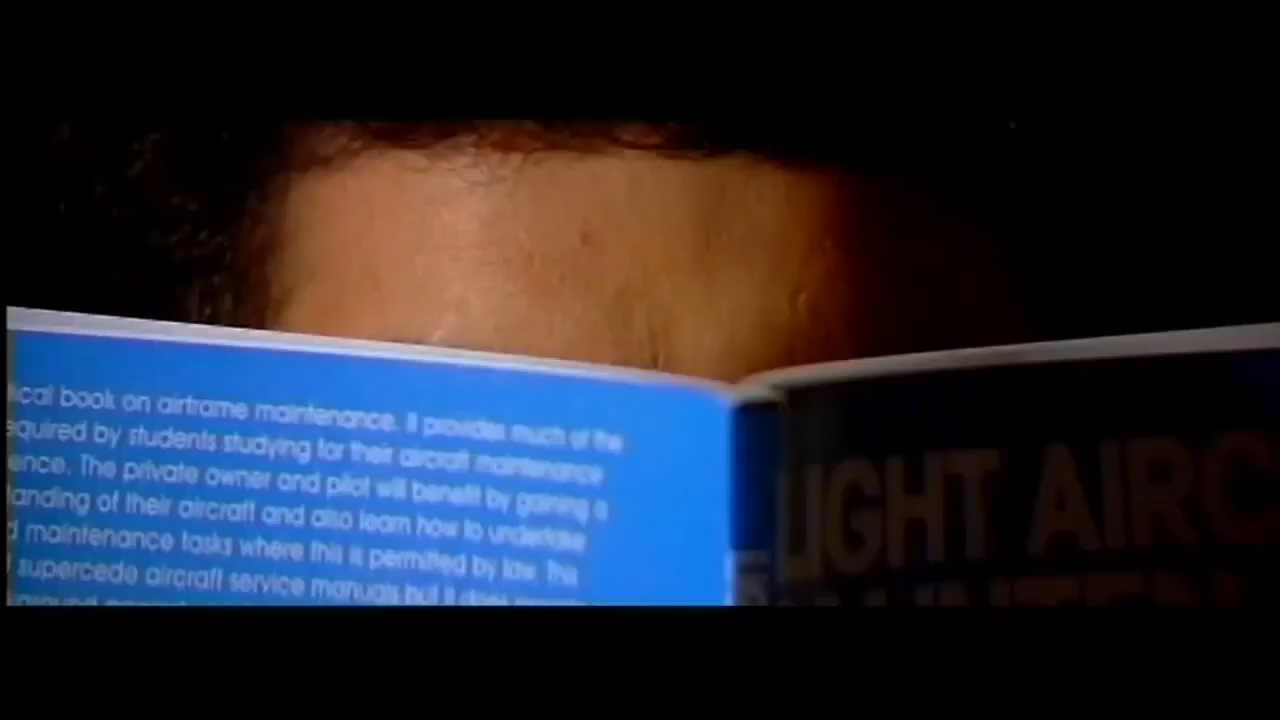 ical book on airframe maintenance. It provides much of the
equired by students studying for their aircraft maintenance
ence. The private owner and pilot will benefit by gaining a
tanding of their aircraft and also learn how to undertake
d maintenance tasks where this is permitted by law. This
supercede aircraft service manuals but it does
LIGHT AIRC